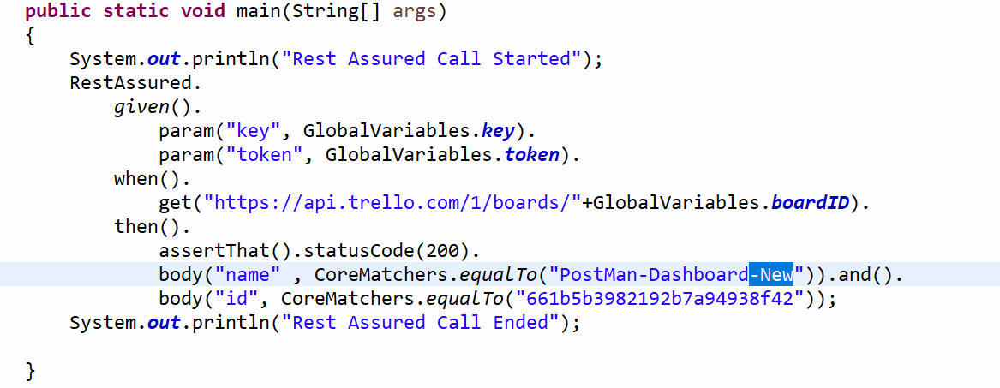 public static void main(String[] args)
{
    System.out.println("Rest Assured Call Started");
    RestAssured.
        given().
            param("key", GlobalVariables.key).
            param("token", GlobalVariables.token).
        when().
            get("https://api.trello.com/1/boards/"+GlobalVariables.boardID).
        then().
            assertThat().statusCode(200).
            body("name" , CoreMatchers.equalTo("PostMan-Dashboard-New")).and().
            body("id", CoreMatchers.equalTo("661b5b3982192b7a94938f42"));
    System.out.println("Rest Assured Call Ended");
}